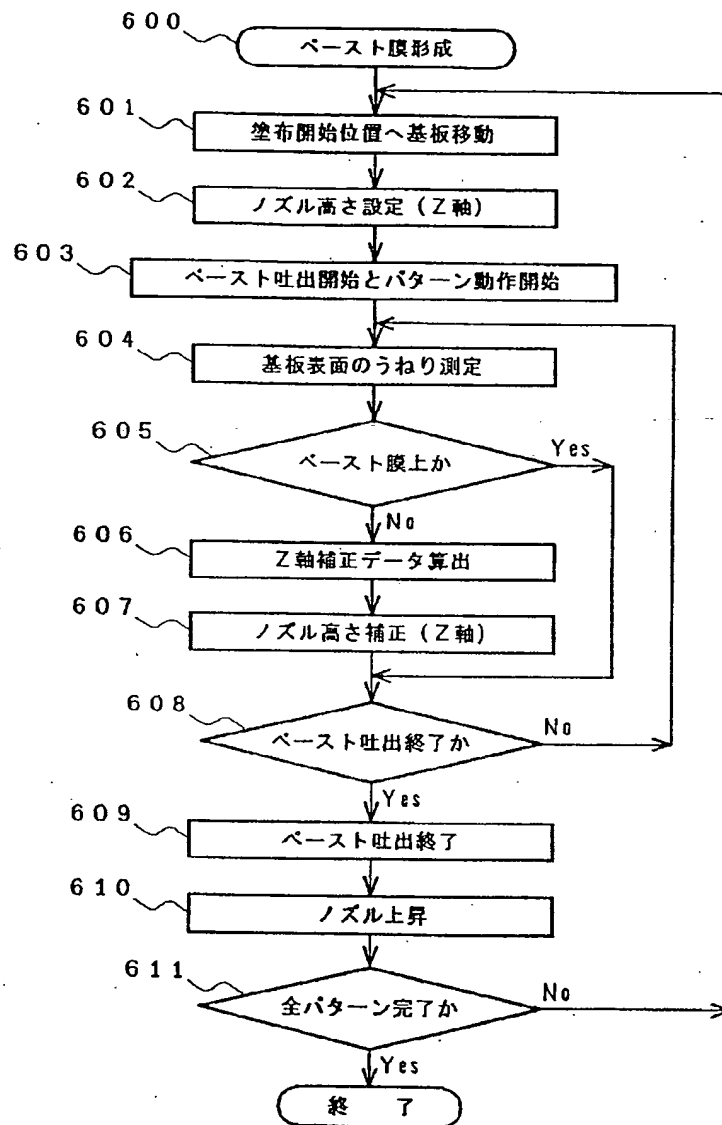 ６００
ペースト膜形成
６０１
塗布開始位置へ基板移動
６０２
ノズル高さ設定（Ｚ軸）
６０３
ペースト吐出開始とパターン動作開始
６０４
基板表面のうねり測定
６０５
ペースト膜上か
Yes
No
６０６
Ｚ軸補正データ算出
６０７
ノズル高さ補正（Ｚ軸）
６０８
ペースト吐出終了か
No
Yes
６０９
ペースト吐出終了
６１０
ノズル上昇
６１１
全パターン完了か
No
Yes
終　了